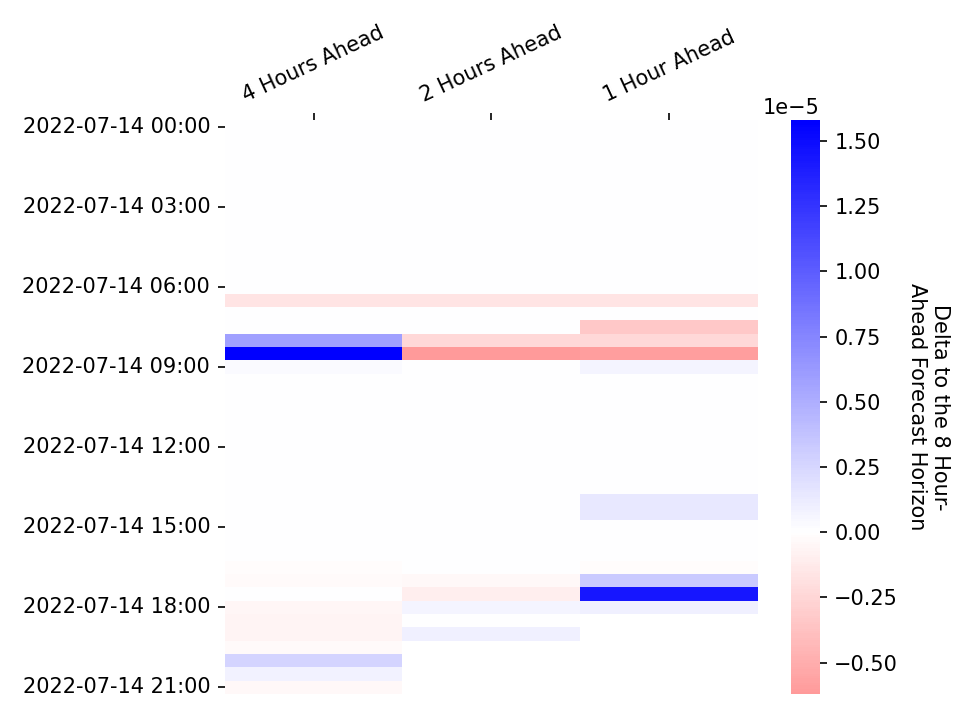 4 Hours Ahead
2 Hours Ahead
1 Hour Ahead
1e−5
2022-07-14 00:00
2022-07-14 03:00
2022-07-14 06:00
2022-07-14 09:00
2022-07-14 12:00
2022-07-14 15:00
2022-07-14 18:00
2022-07-14 21:00
1.50
1.25
1.00
0.75
0.50
0.25
0.00
−0.25
−0.50
Delta to the 8 Hour-
Ahead Forecast Horizon